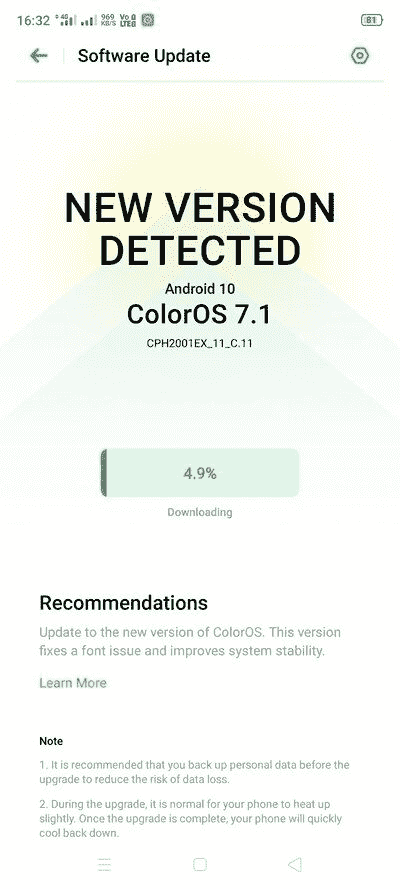 16:32 4G 969 KB/S Vo LTE 81
Software Update
NEW VERSION
DETECTED
Android 10
ColorOS 7.1
CPH2001EX_11_C.11
4.9%
Downloading
Recommendations
Update to the new version of ColorOS. This version
fixes a font issue and improves system stability.
Learn More
Note
1. It is recommended that you back up personal data before the
upgrade to reduce the risk of data loss.
2. During the upgrade, it is normal for your phone to heat up
slightly. Once the upgrade is complete, your phone will quickly
cool back down.